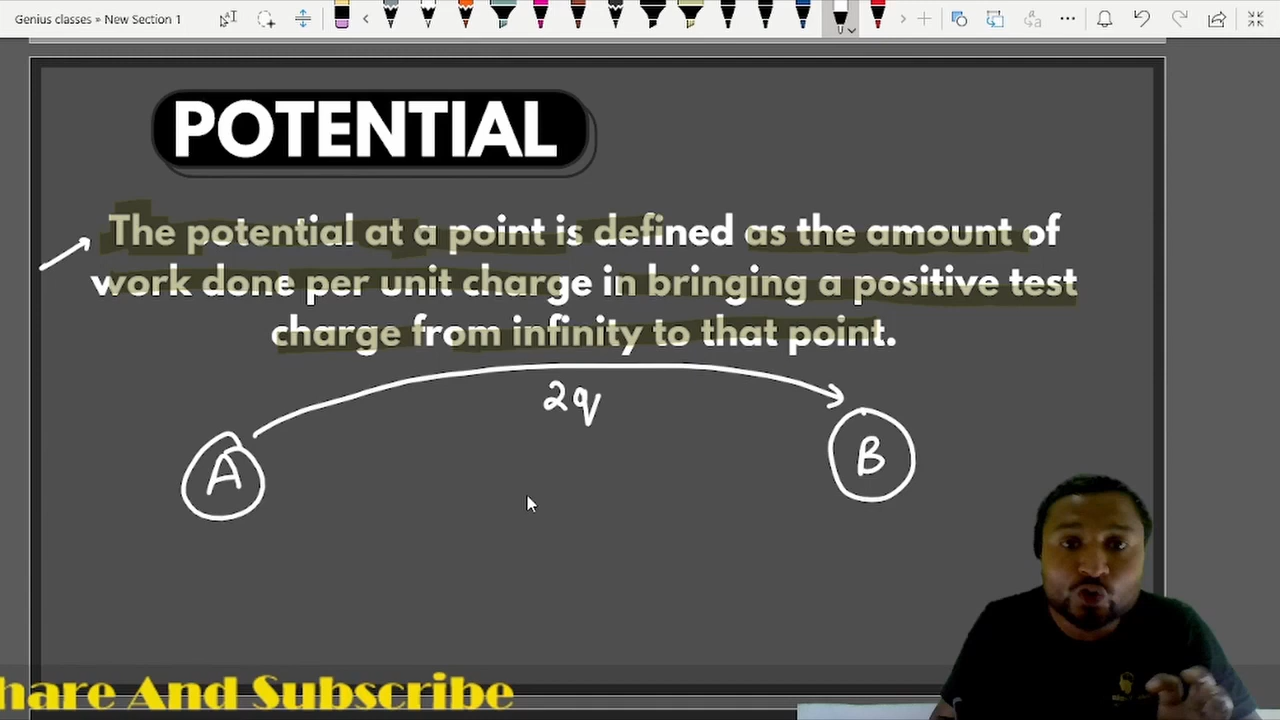 Genius classes » New Section 1
POTENTIAL
The potential at a point is defined as the amount of
work done per unit charge in bringing a positive test
charge from infinity to that point.
2q
A
B
hare And Subscribe